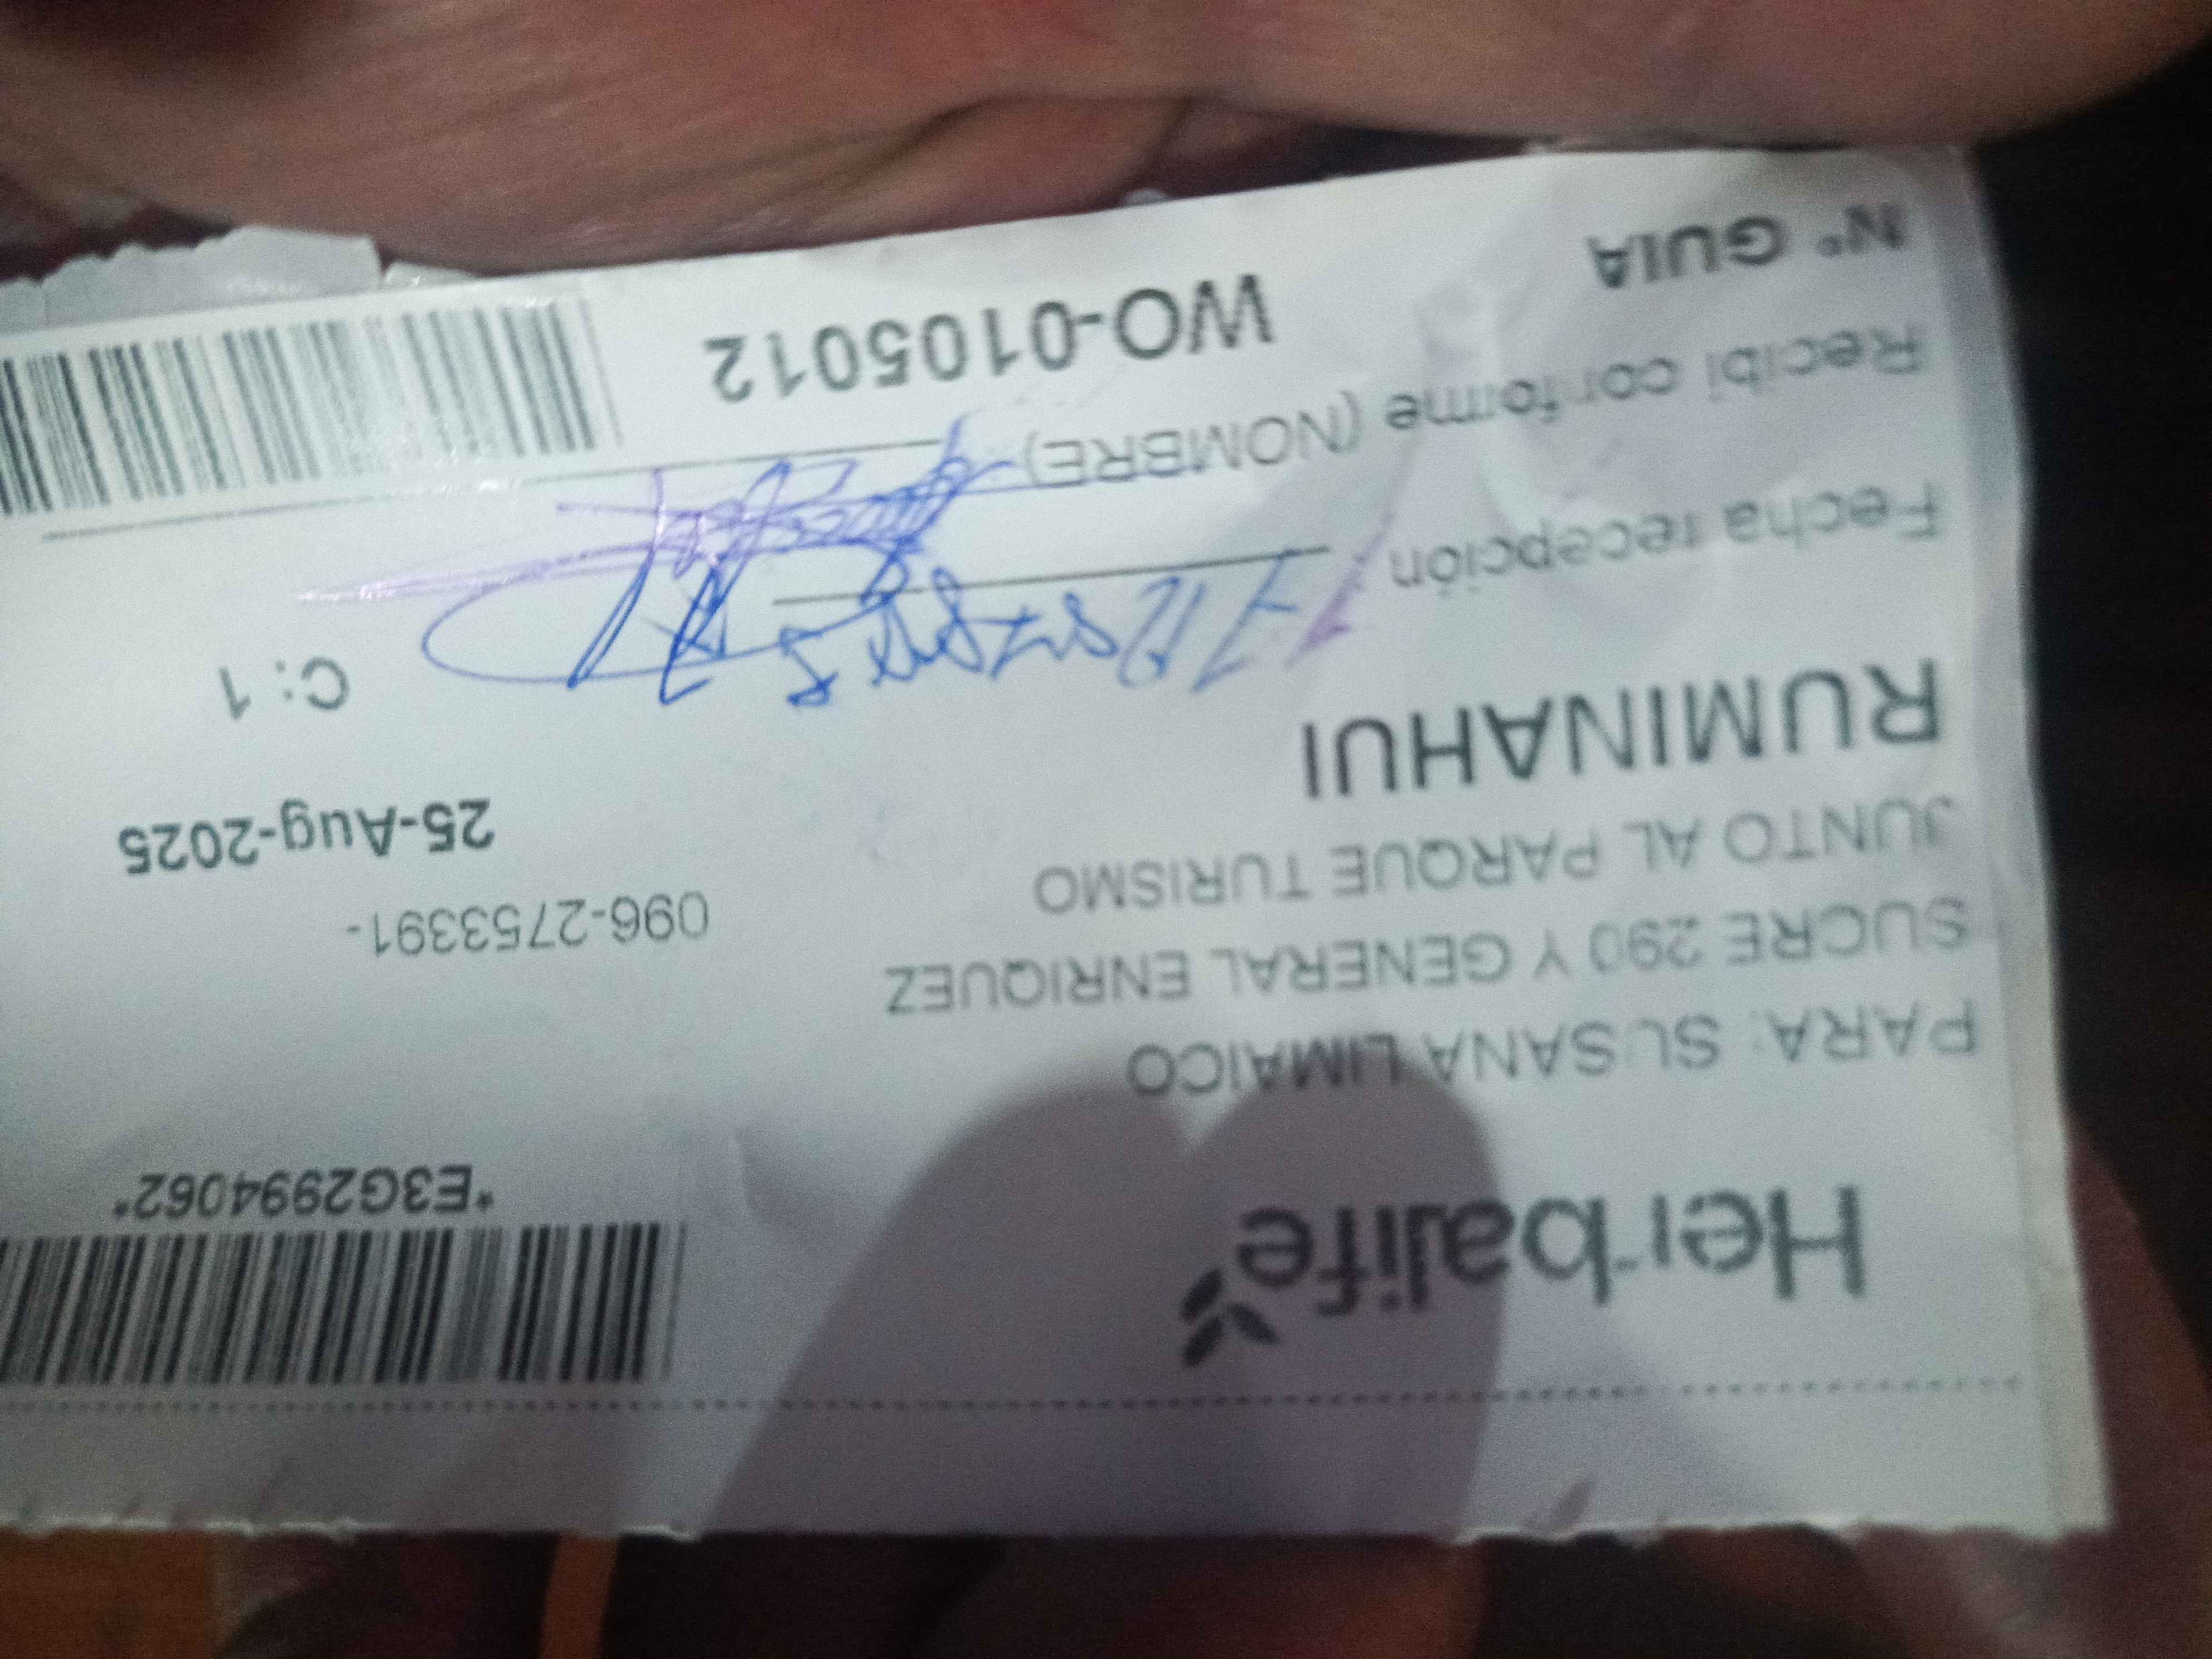 Herbalife
*E3G2994062*
PARA: SUSANA LIMAICO
SUCRE 290 Y GENERAL ENRIQUEZ
096-2753391-
JUNTO AL PARQUE TURISMO
25-Aug-2025
RUMINAHUI
C: 1
Fecha recepción
Recibi conforme (NOMBRE)
Nº GUIA
WO-0105012